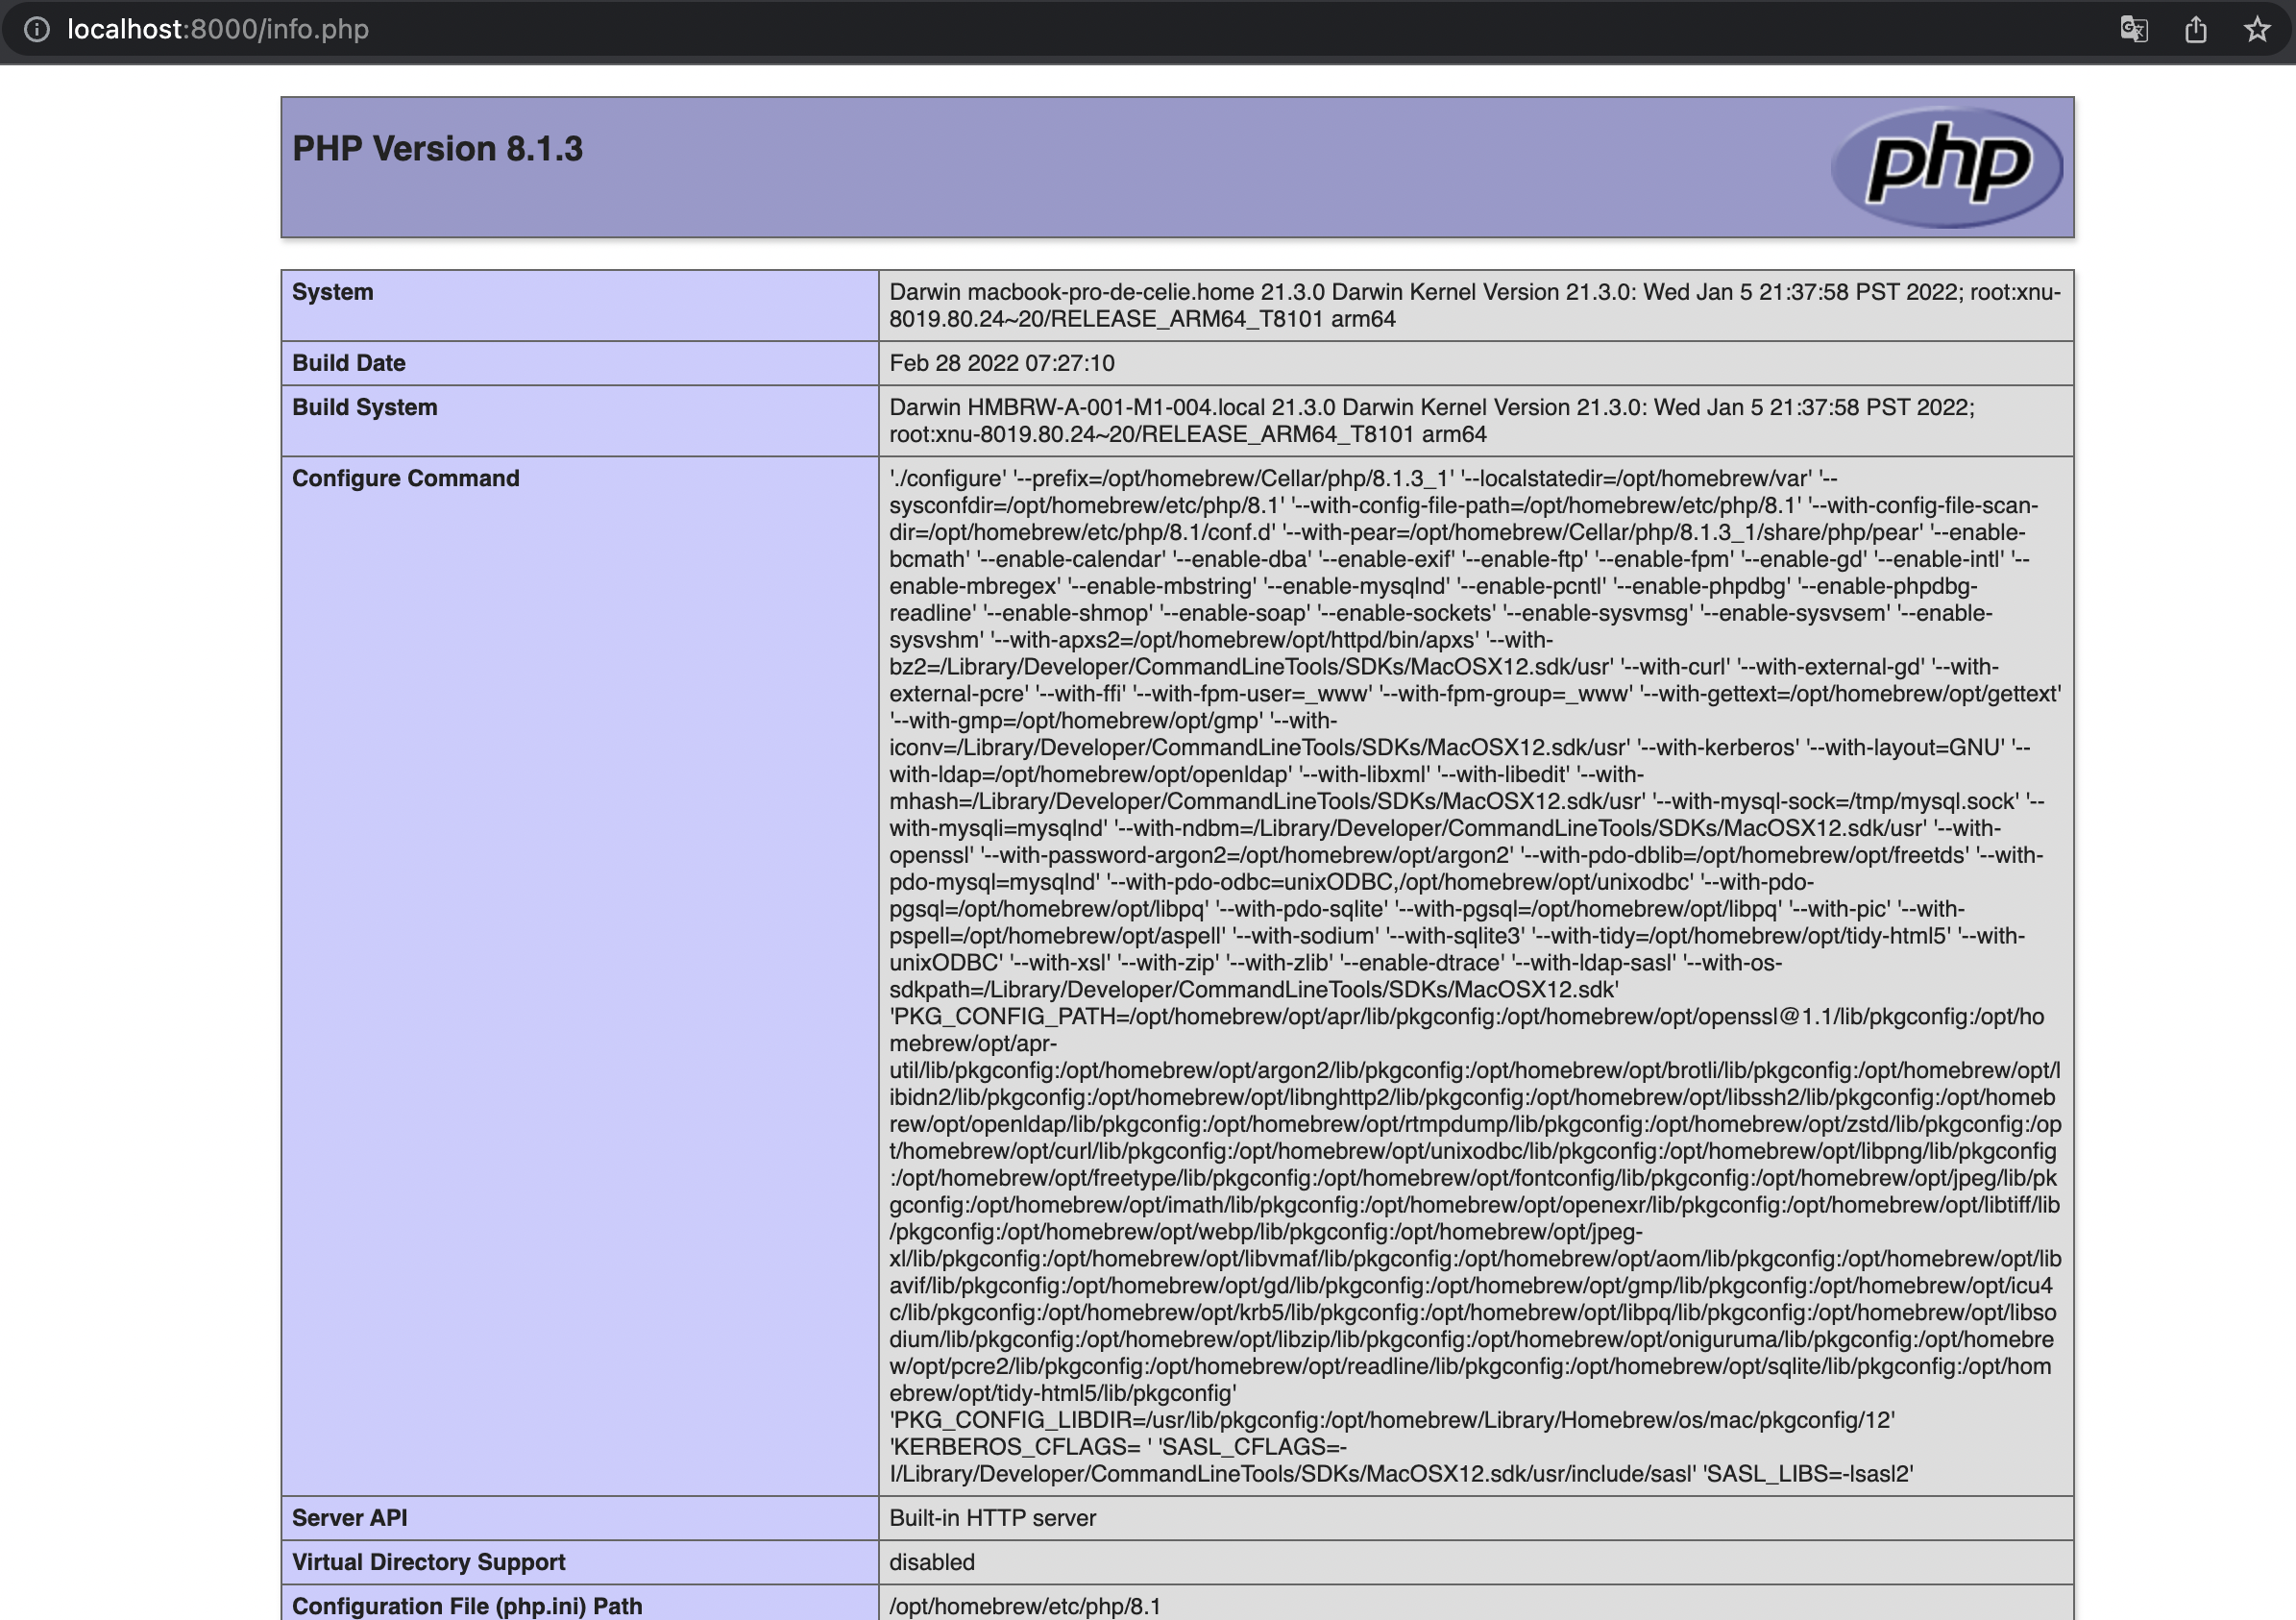 localhost:8000/info.php
PHP Version 8.1.3
php
System
Darwin macbook-pro-de-celie.home 21.3.0 Darwin Kernel Version 21.3.0: Wed Jan 5 21:37:58 PST 2022; root:xnu-
8019.80.24~20/RELEASE_ARM64_T8101 arm64
Build Date
Feb 28 2022 07:27:10
Build System
Darwin HMBRW-A-001-M1-004.local 21.3.0 Darwin Kernel Version 21.3.0: Wed Jan 5 21:37:58 PST 2022;
root:xnu-8019.80.24~20/RELEASE_ARM64_T8101 arm64
Configure Command
'./configure' '--prefix=/opt/homebrew/Cellar/php/8.1.3_1' '--localstatedir=/opt/homebrew/var' '--
sysconfdir=/opt/homebrew/etc/php/8.1' '--with-config-file-path=/opt/homebrew/etc/php/8.1' '--with-config-file-scan-
dir=/opt/homebrew/etc/php/8.1/conf.d' '--with-pear=/opt/homebrew/Cellar/php/8.1.3_1/share/php/pear' '--enable-
bcmath' '--enable-calendar' '--enable-dba' '--enable-exif' '--enable-ftp' '--enable-fpm' '--enable-gd' '--enable-intl' '--
enable-mbregex' '--enable-mbstring' '--enable-mysqlnd' '--enable-pcntl' '--enable-phpdbg' '--enable-phpdbg-
readline' '--enable-shmop' '--enable-soap' '--enable-sockets' '--enable-sysvmsg' '--enable-sysvsem' '--enable-
sysvshm' '--with-apxs2=/opt/homebrew/opt/httpd/bin/apxs' '--with-
bz2=/Library/Developer/CommandLineTools/SDKs/MacOSX12.sdk/usr' '--with-curl' '--with-external-gd' '--with-
external-pcre' '--with-ffi' '--with-fpm-user=_www' '--with-fpm-group=_www' '--with-gettext=/opt/homebrew/opt/gettext'
'--with-gmp=/opt/homebrew/opt/gmp' '--with-
iconv=/Library/Developer/CommandLineTools/SDKs/MacOSX12.sdk/usr' '--with-kerberos' '--with-layout=GNU' '--
with-ldap=/opt/homebrew/opt/openldap' '--with-libxml' '--with-libedit' '--with-
mhash=/Library/Developer/CommandLineTools/SDKs/MacOSX12.sdk/usr' '--with-mysql-sock=/tmp/mysql.sock' '--
with-mysqli=mysqlnd' '--with-ndbm=/Library/Developer/CommandLineTools/SDKs/MacOSX12.sdk/usr' '--with-
openssl' '--with-password-argon2=/opt/homebrew/opt/argon2' '--with-pdo-dblib=/opt/homebrew/opt/freetds' '--with-
pdo-mysql=mysqlnd' '--with-pdo-odbc=unixODBC,/opt/homebrew/opt/unixodbc' '--with-pdo-
pgsql=/opt/homebrew/opt/libpq' '--with-pdo-sqlite' '--with-pgsql=/opt/homebrew/opt/libpq' '--with-pic' '--with-
pspell=/opt/homebrew/opt/aspell' '--with-sodium' '--with-sqlite3' '--with-tidy=/opt/homebrew/opt/tidy-html5' '--with-
unixODBC' '--with-xsl' '--with-zip' '--with-zlib' '--enable-dtrace' '--with-ldap-sasl' '--with-os-
sdkpath=/Library/Developer/CommandLineTools/SDKs/MacOSX12.sdk'
'PKG_CONFIG_PATH=/opt/homebrew/opt/apr/lib/pkgconfig:/opt/homebrew/opt/openssl@1.1/lib/pkgconfig:/opt/ho
mebrew/opt/apr-
util/lib/pkgconfig:/opt/homebrew/opt/argon2/lib/pkgconfig:/opt/homebrew/opt/brotli/lib/pkgconfig:/opt/homebrew/opt/l
ibidn2/lib/pkgconfig:/opt/homebrew/opt/libnghttp2/lib/pkgconfig:/opt/homebrew/opt/libssh2/lib/pkgconfig:/opt/homeb
rew/opt/openldap/lib/pkgconfig:/opt/homebrew/opt/rtmpdump/lib/pkgconfig:/opt/homebrew/opt/zstd/lib/pkgconfig:/op
t/homebrew/opt/curl/lib/pkgconfig:/opt/homebrew/opt/unixodbc/lib/pkgconfig:/opt/homebrew/opt/libpng/lib/pkgconfig
:/opt/homebrew/opt/freetype/lib/pkgconfig:/opt/homebrew/opt/fontconfig/lib/pkgconfig:/opt/homebrew/opt/jpeg/lib/pk
gconfig:/opt/homebrew/opt/imath/lib/pkgconfig:/opt/homebrew/opt/openexr/lib/pkgconfig:/opt/homebrew/opt/libtiff/lib
/pkgconfig:/opt/homebrew/opt/webp/lib/pkgconfig:/opt/homebrew/opt/jpeg-
xl/lib/pkgconfig:/opt/homebrew/opt/libvmaf/lib/pkgconfig:/opt/homebrew/opt/aom/lib/pkgconfig:/opt/homebrew/opt/lib
avif/lib/pkgconfig:/opt/homebrew/opt/gd/lib/pkgconfig:/opt/homebrew/opt/gmp/lib/pkgconfig:/opt/homebrew/opt/icu4
c/lib/pkgconfig:/opt/homebrew/opt/krb5/lib/pkgconfig:/opt/homebrew/opt/libpq/lib/pkgconfig:/opt/homebrew/opt/libso
dium/lib/pkgconfig:/opt/homebrew/opt/libzip/lib/pkgconfig:/opt/homebrew/opt/oniguruma/lib/pkgconfig:/opt/homebre
w/opt/pcre2/lib/pkgconfig:/opt/homebrew/opt/readline/lib/pkgconfig:/opt/homebrew/opt/sqlite/lib/pkgconfig:/opt/hom
ebrew/opt/tidy-html5/lib/pkgconfig'
'PKG_CONFIG_LIBDIR=/usr/lib/pkgconfig:/opt/homebrew/Library/Homebrew/os/mac/pkgconfig/12'
'KERBEROS_CFLAGS= ' 'SASL_CFLAGS=-
I/Library/Developer/CommandLineTools/SDKs/MacOSX12.sdk/usr/include/sasl' 'SASL_LIBS=-lsasl2'
Server API
Built-in HTTP server
Virtual Directory Support
disabled
Configuration File (php.ini) Path
/opt/homebrew/etc/php/8.1